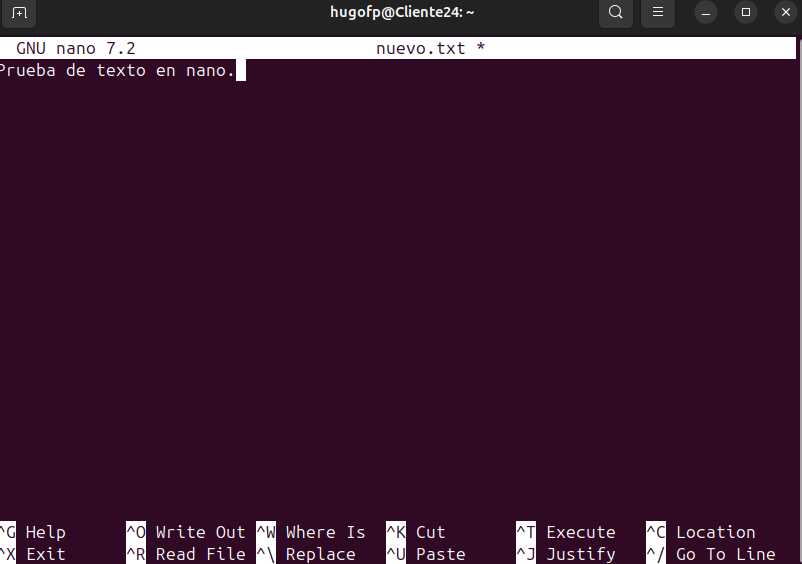 hugofp@Cliente24: ~
GNU nano 7.2 nuevo.txt *
Prueba de texto en nano.
^G Help ^O Write Out ^W Where Is ^K Cut ^T Execute ^C Location
^X Exit ^R Read File ^\ Replace ^U Paste ^J Justify ^/ Go To Line